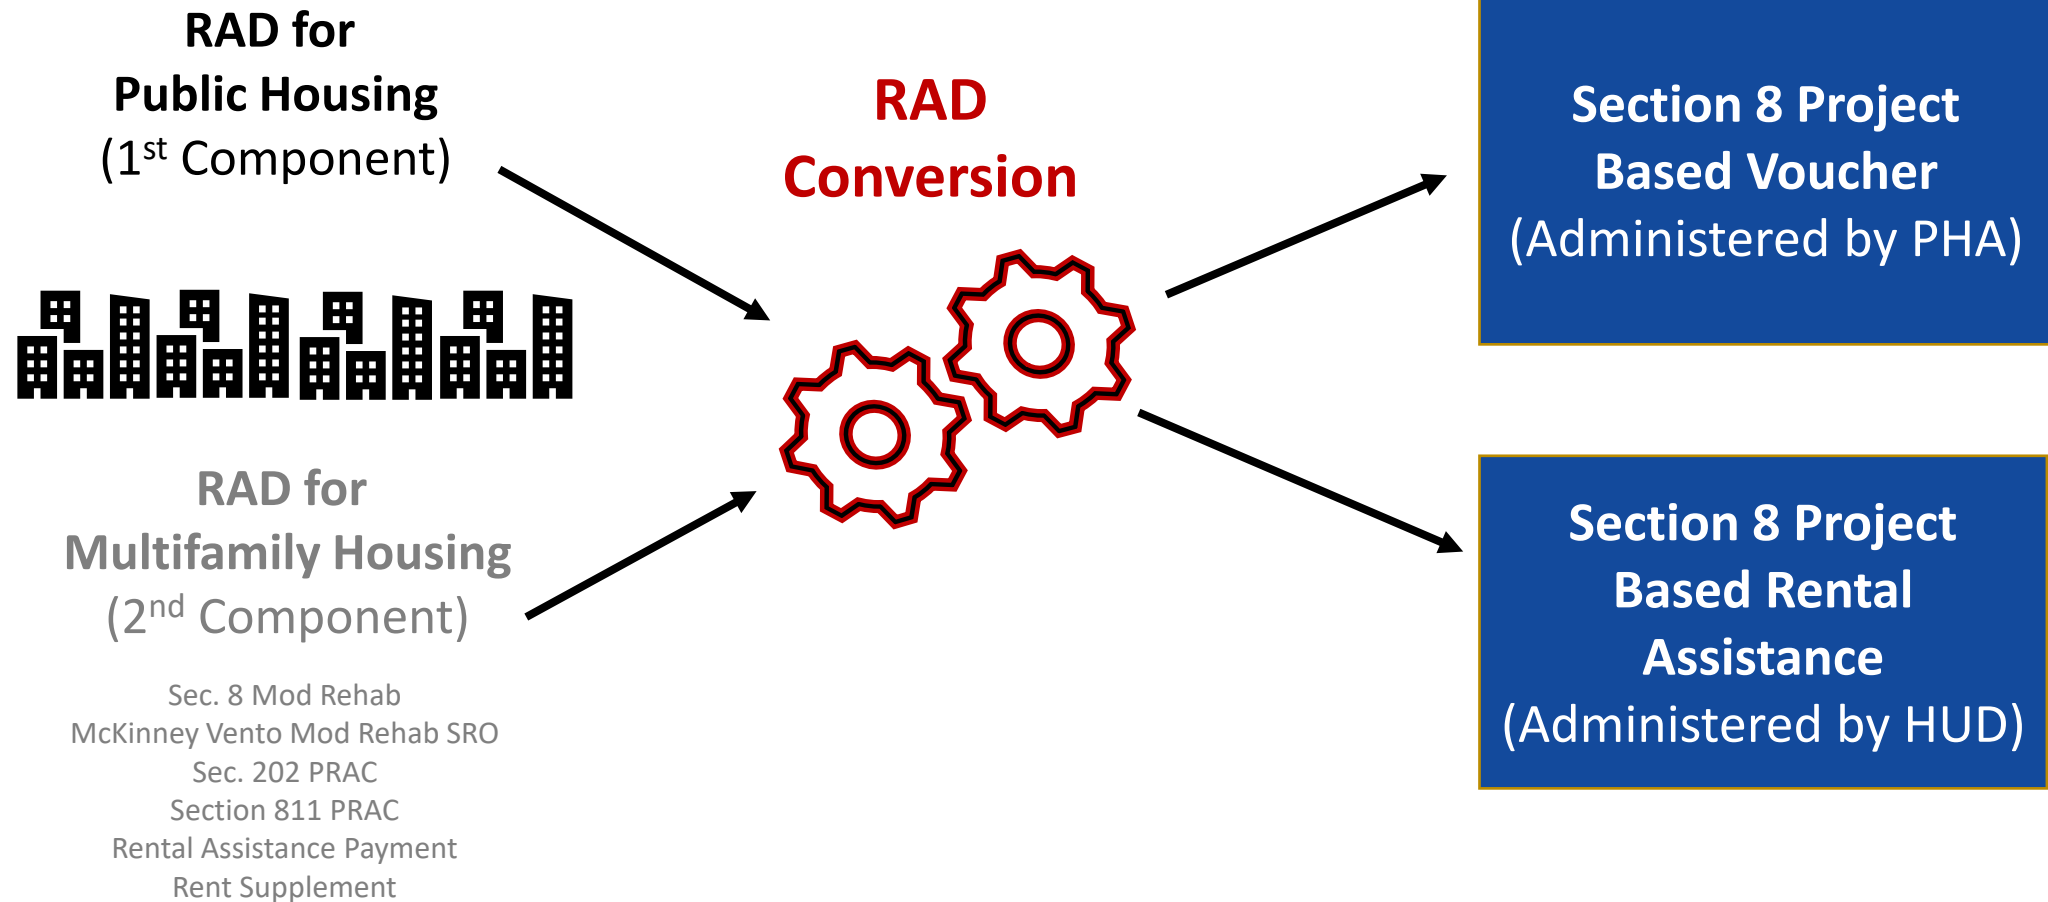 RAD for
Public Housing
(1st Component)
RAD for
Multifamily Housing
(2nd Component)
Sec. 8 Mod Rehab
McKinney Vento Mod Rehab SRO
Sec. 202 PRAC
Section 811 PRAC
Rental Assistance Payment
Rent Supplement
RAD
Conversion
Section 8 Project
Based Voucher
(Administered by PHA)
Section 8 Project
Based Rental
Assistance
(Administered by HUD)